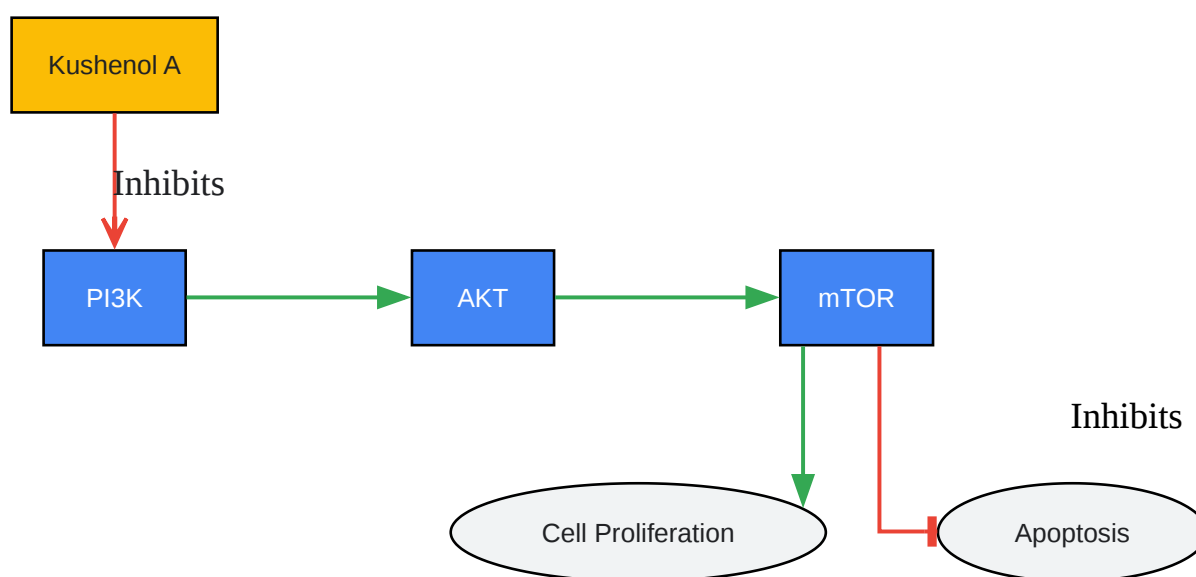 Kushenol A
Inhibits
PI3K
AKT
mTOR
Inhibits
Cell Proliferation
Apoptosis